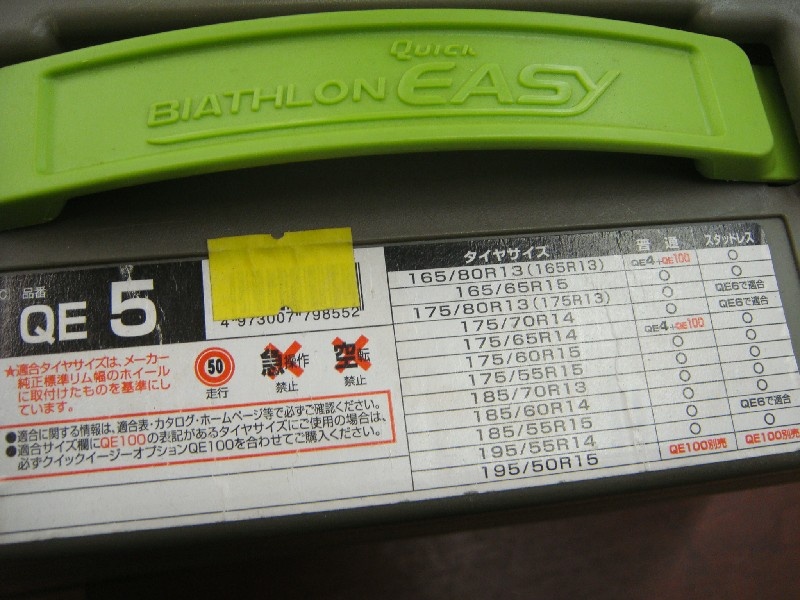 Quick
BIATHLON EASY
品番
QE 5
4 973007 798552
★適合タイヤサイズは、メーカー
純正標準リム幅のホイール
に取付けたものを基準にし
ています。
50
走行
急操作
禁止
空転
禁止
●適合に関する情報は、適合表・カタログ・ホームページ等で必ずご確認ください。
●適合サイズ欄にQE100の表記があるタイヤサイズにご使用の場合は、
必ずクイックイージーオプションQE100を合わせてご購入ください。
タイヤサイズ 普通 スタッドレス
165/80R13(165R13) QE4+QE100 ○
165/65R15 ○ ○
175/80R13(175R13) ○ QE6で適合
175/70R14 ○ QE6で適合
175/65R14 QE4+QE100 ○
175/60R15 ○ ○
175/55R15 ○ ○
185/70R13 ○ ○
185/60R14 ○ ○
185/55R15 ○ QE6で適合
195/55R14 ○ ○
195/50R15 QE100別売 QE100別売